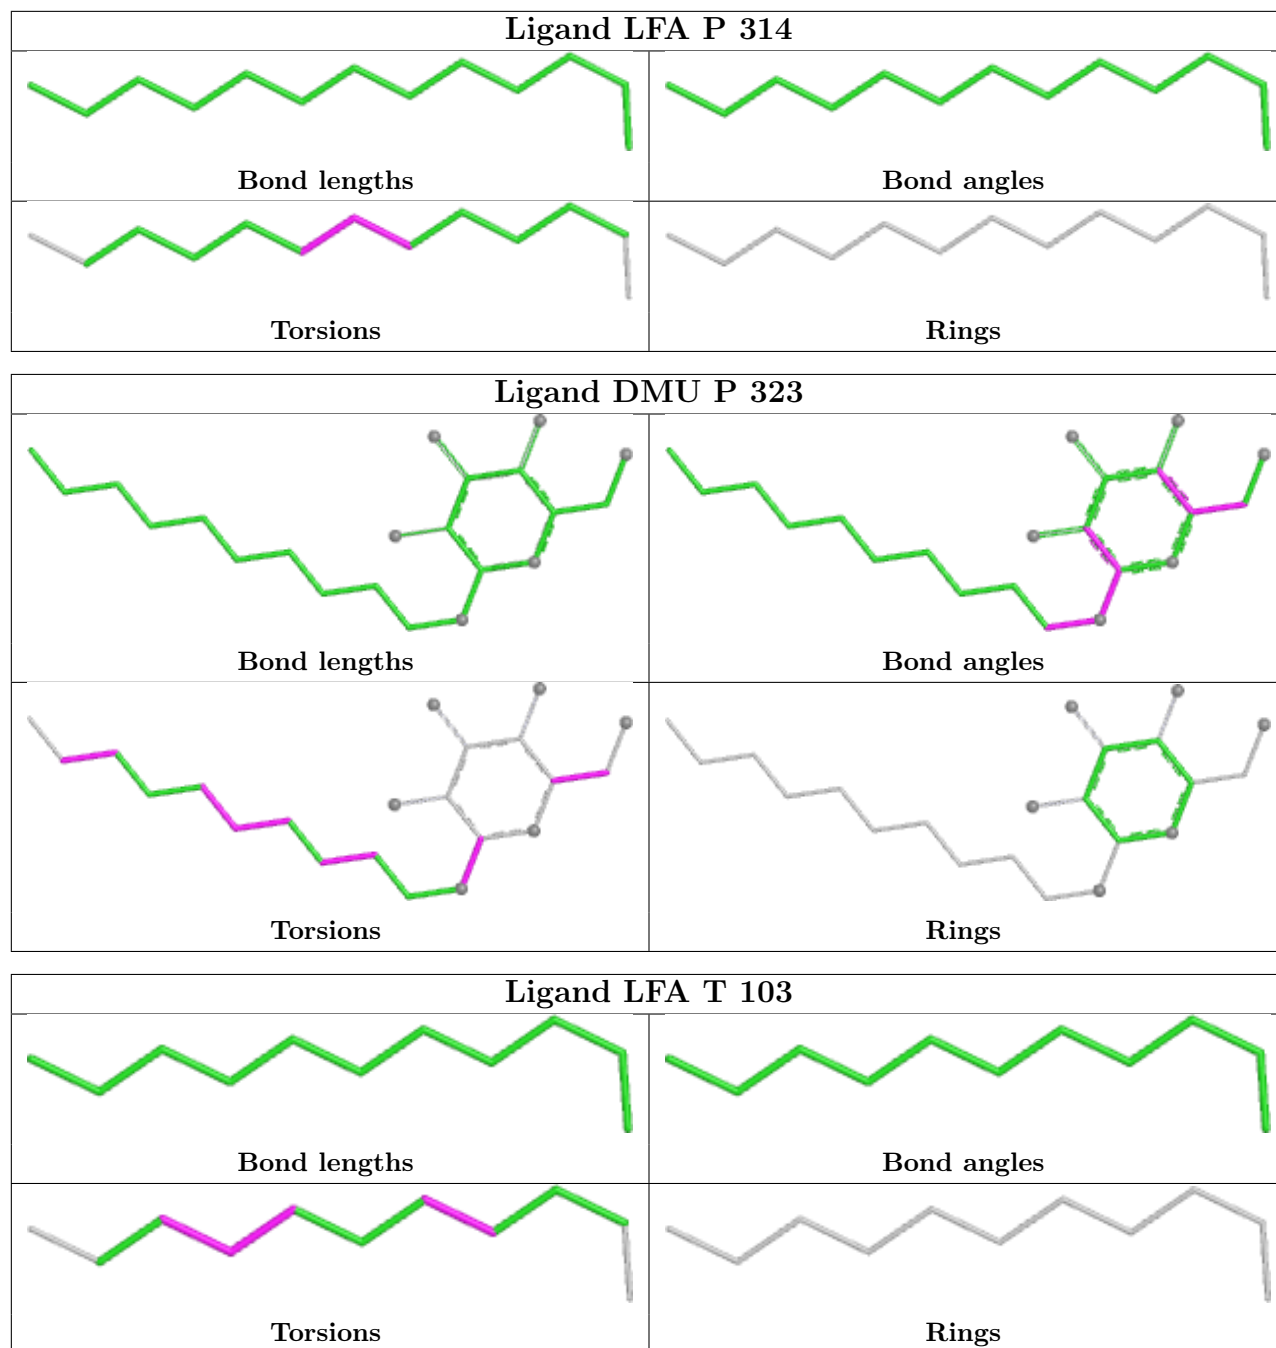 Ligand LFA P 314
Bond lengths
Bond angles
Torsions
Rings
Ligand DMU P 323
Bond lengths
Bond angles
Torsions
Rings
Ligand LFA T 103
Bond lengths
Bond angles
Torsions
Rings